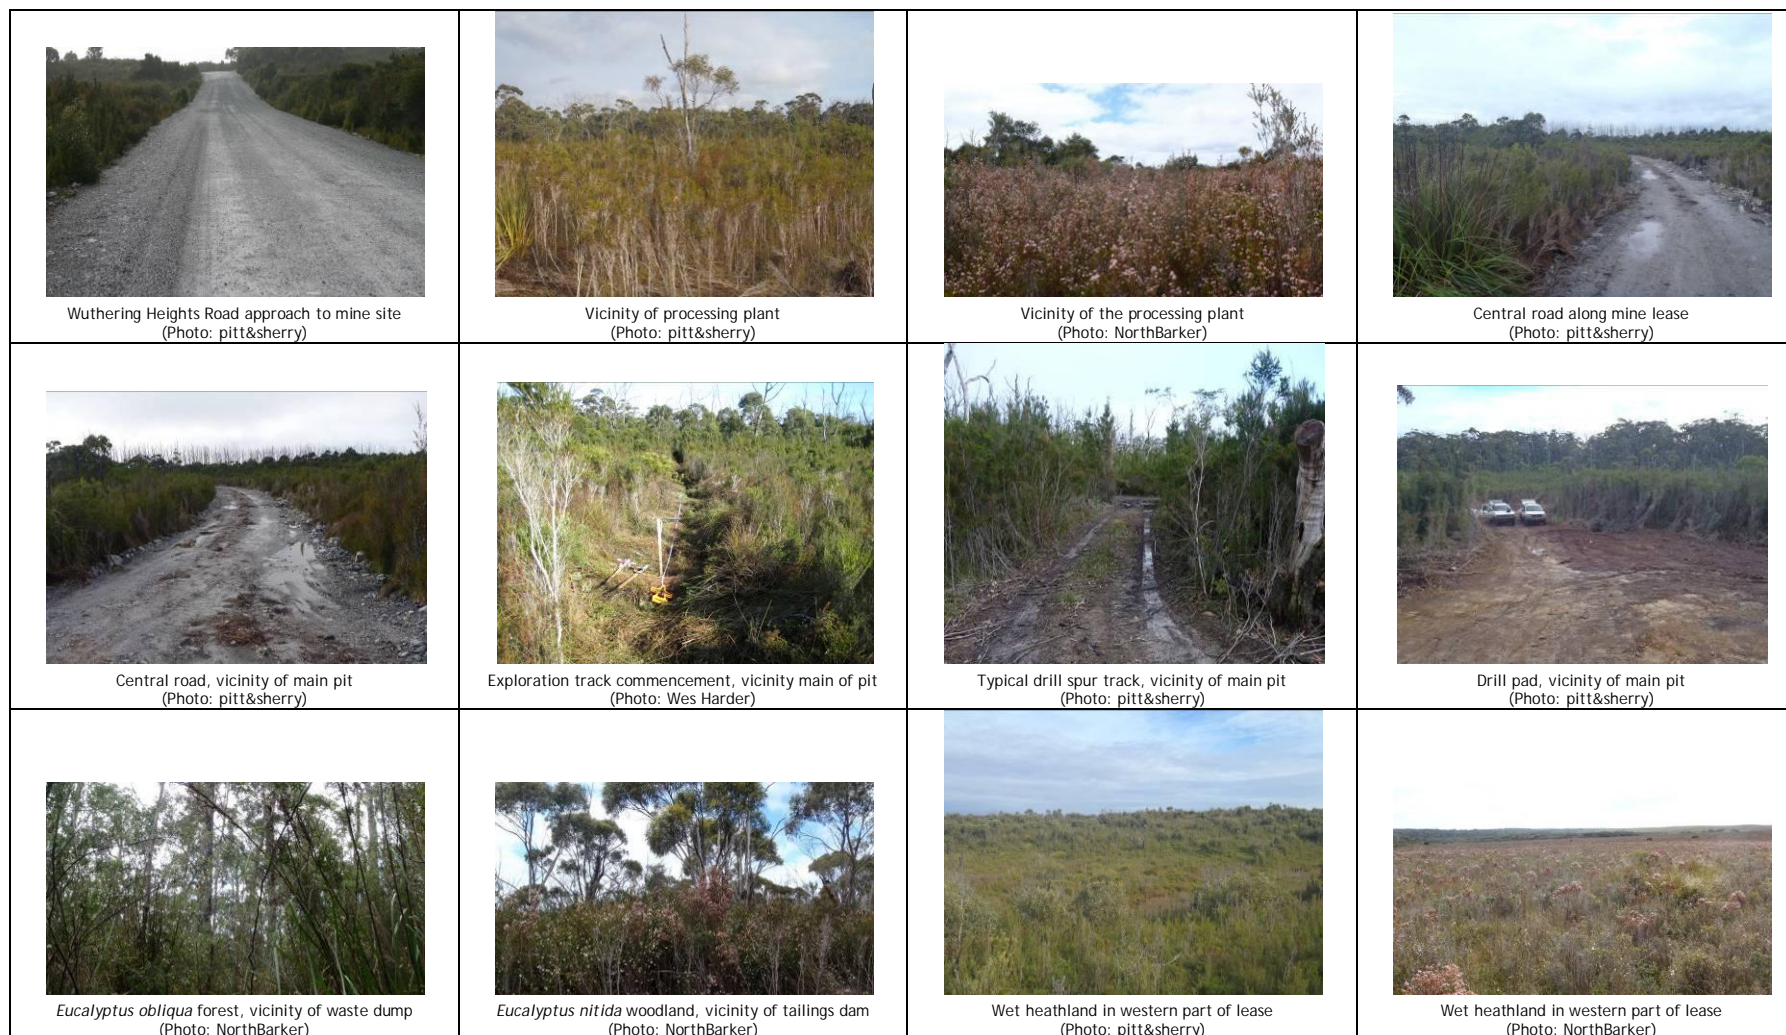 Wuthering Heights Road approach to mine site
(Photo: pitt&sherry)
Vicinity of processing plant
(Photo: pitt&sherry)
Vicinity of the processing plant
(Photo: NorthBarker)
Central road along mine lease
(Photo: pitt&sherry)
Central road, vicinity of main pit
(Photo: pitt&sherry)
Exploration track commencement, vicinity main of pit
(Photo: Wes Harder)
Typical drill spur track, vicinity of main pit
(Photo: pitt&sherry)
Drill pad, vicinity of main pit
(Photo: pitt&sherry)
Eucalyptus obliqua forest, vicinity of waste dump
(Photo: NorthBarker)
Eucalyptus nitida woodland, vicinity of tailings dam
(Photo: NorthBarker)
Wet heathland in western part of lease
(Photo: pitt&sherry)
Wet heathland in western part of lease
(Photo: NorthBarker)